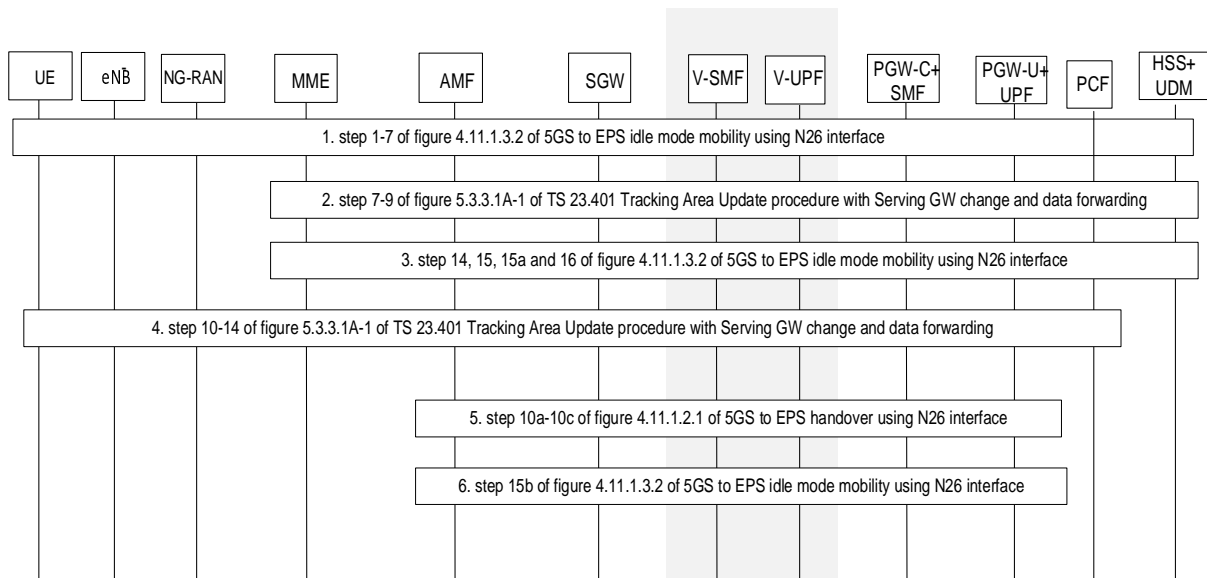 UE
eNB
NG-RAN
MME
AMF
SGW
V-SMF
V-UPF
PGW-C+
SMF
PGW-U+
UPF
PCF
HSS+
UDM
1. step 1-7 of figure 4.11.1.3.2 of 5GS to EPS idle mode mobility using N26 interface
2. step 7-9 of figure 5.3.3.1A-1 of TS 23.401 Tracking Area Update procedure with Serving GW change and data forwarding
3. step 14, 15, 15a and 16 of figure 4.11.1.3.2 of 5GS to EPS idle mode mobility using N26 interface
4. step 10-14 of figure 5.3.3.1A-1 of TS 23.401 Tracking Area Update procedure with Serving GW change and data forwarding
5. step 10a-10c of figure 4.11.1.2.1 of 5GS to EPS handover using N26 interface
6. step 15b of figure 4.11.1.3.2 of 5GS to EPS idle mode mobility using N26 interface